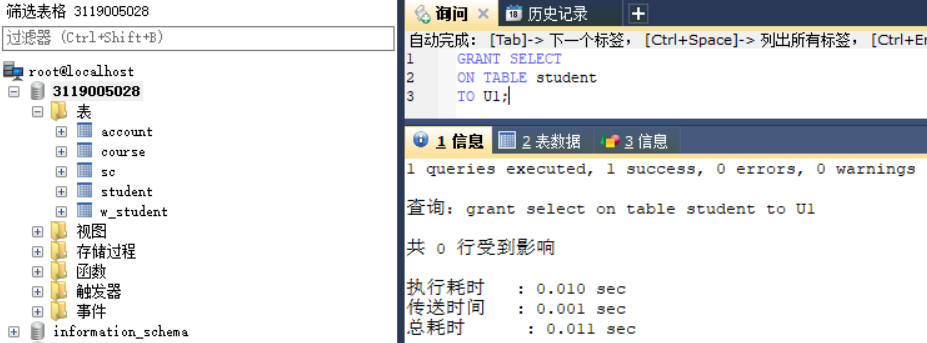 筛选表格 3119005028
过滤器 (Ctrl+Shift+B)
root@localhost
3119005028
表
account
course
sc
student
w_student
视图
存储过程
函数
触发器
事件
information_schema
询问
历史记录
自动完成: [Tab]-> 下一个标签, [Ctrl+Space]-> 列出所有标签, [Ctrl+En
1 GRANT SELECT
2 ON TABLE student
3 TO U1;
1 信息 2 表数据 3 信息
1 queries executed, 1 success, 0 errors, 0 warnings
查询: grant select on table student to U1
共 0 行受到影响
执行耗时 : 0.010 sec
传送时间 : 0.001 sec
总耗时 : 0.011 sec